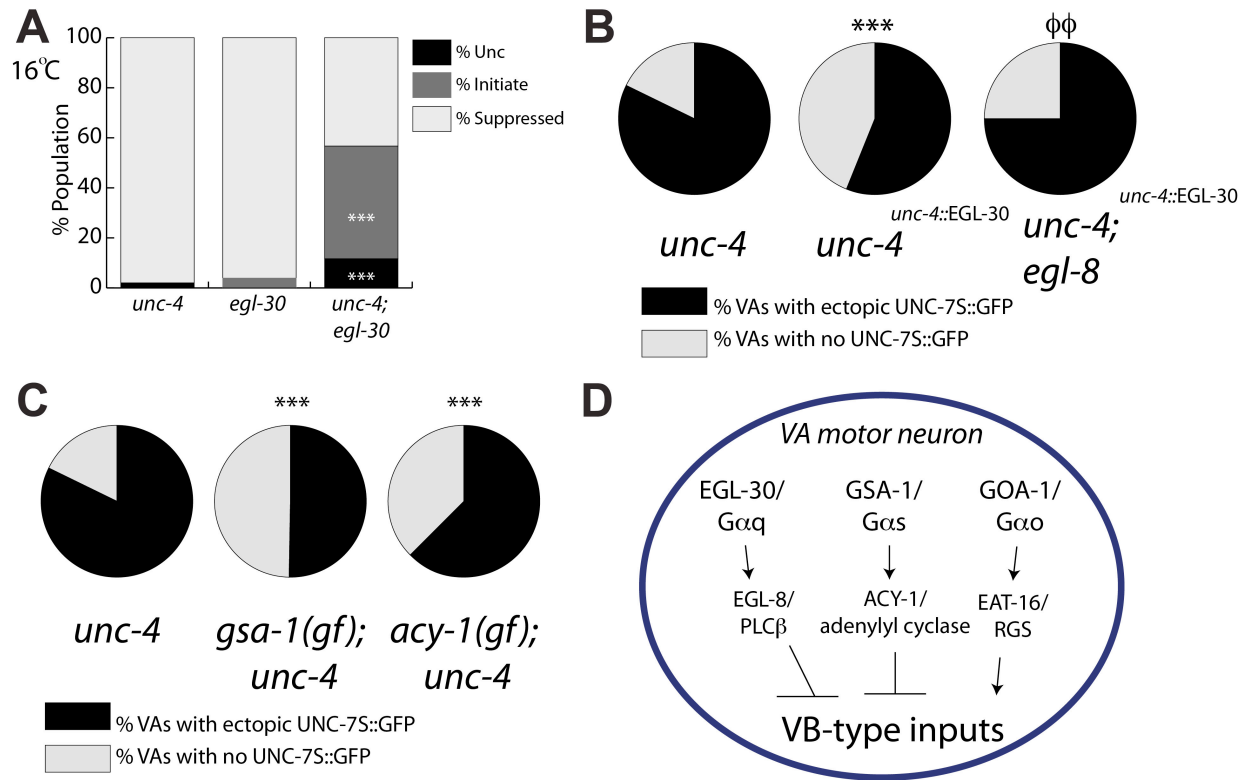 A
16°C
% Population
100
80
60
40
20
0
***
***
unc-4
egl-30
unc-4;
egl-30
% Unc
% Initiate
% Suppressed
B
***
ϕϕ
unc-4
unc-4
unc-4::EGL-30
unc-4;
egl-8
unc-4::EGL-30
% VAs with ectopic UNC-7S::GFP
% VAs with no UNC-7S::GFP
C
***
***
unc-4
gsa-1(gf);
unc-4
acy-1(gf);
unc-4
% VAs with ectopic UNC-7S::GFP
% VAs with no UNC-7S::GFP
D
VA motor neuron
EGL-30/
Gαq
GSA-1/
Gαs
GOA-1/
Gαo
EGL-8/
PLCβ
ACY-1/
adenylyl cyclase
EAT-16/
RGS
VB-type inputs